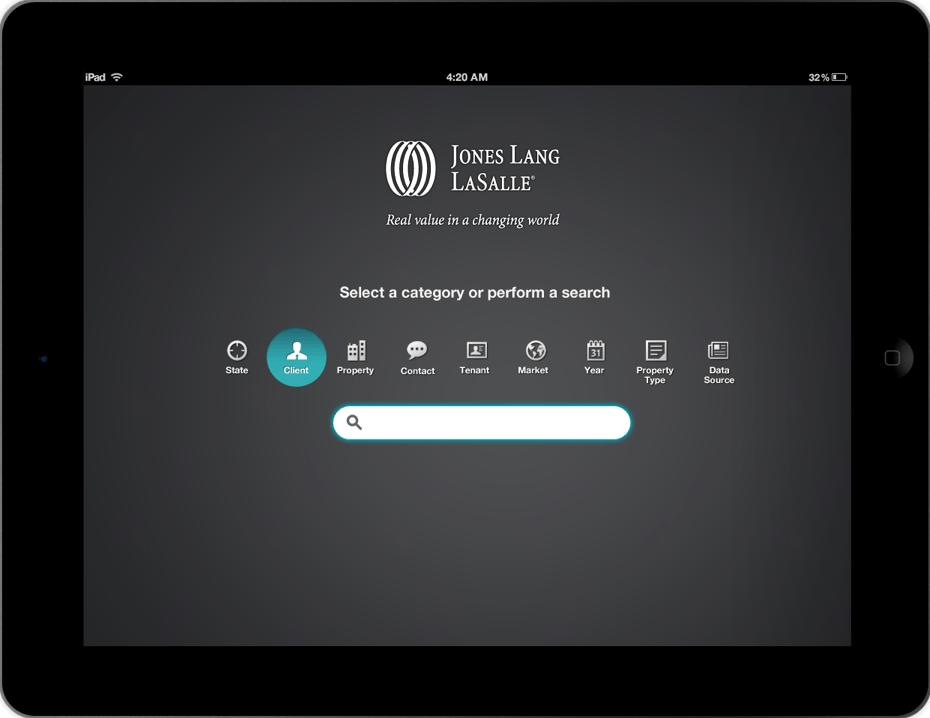 iPad 4:20 AM 32%
JONES LANG
LASALLE®
Real value in a changing world
Select a category or perform a search
State Client Property Contact Tenant Market 31 Year Property Type Data Source